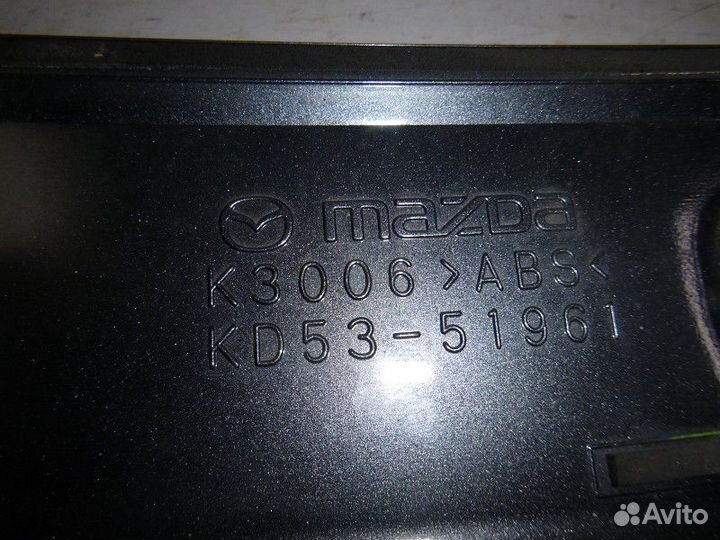 mazda
K3006 >ABS<
KD53-51961
Avito